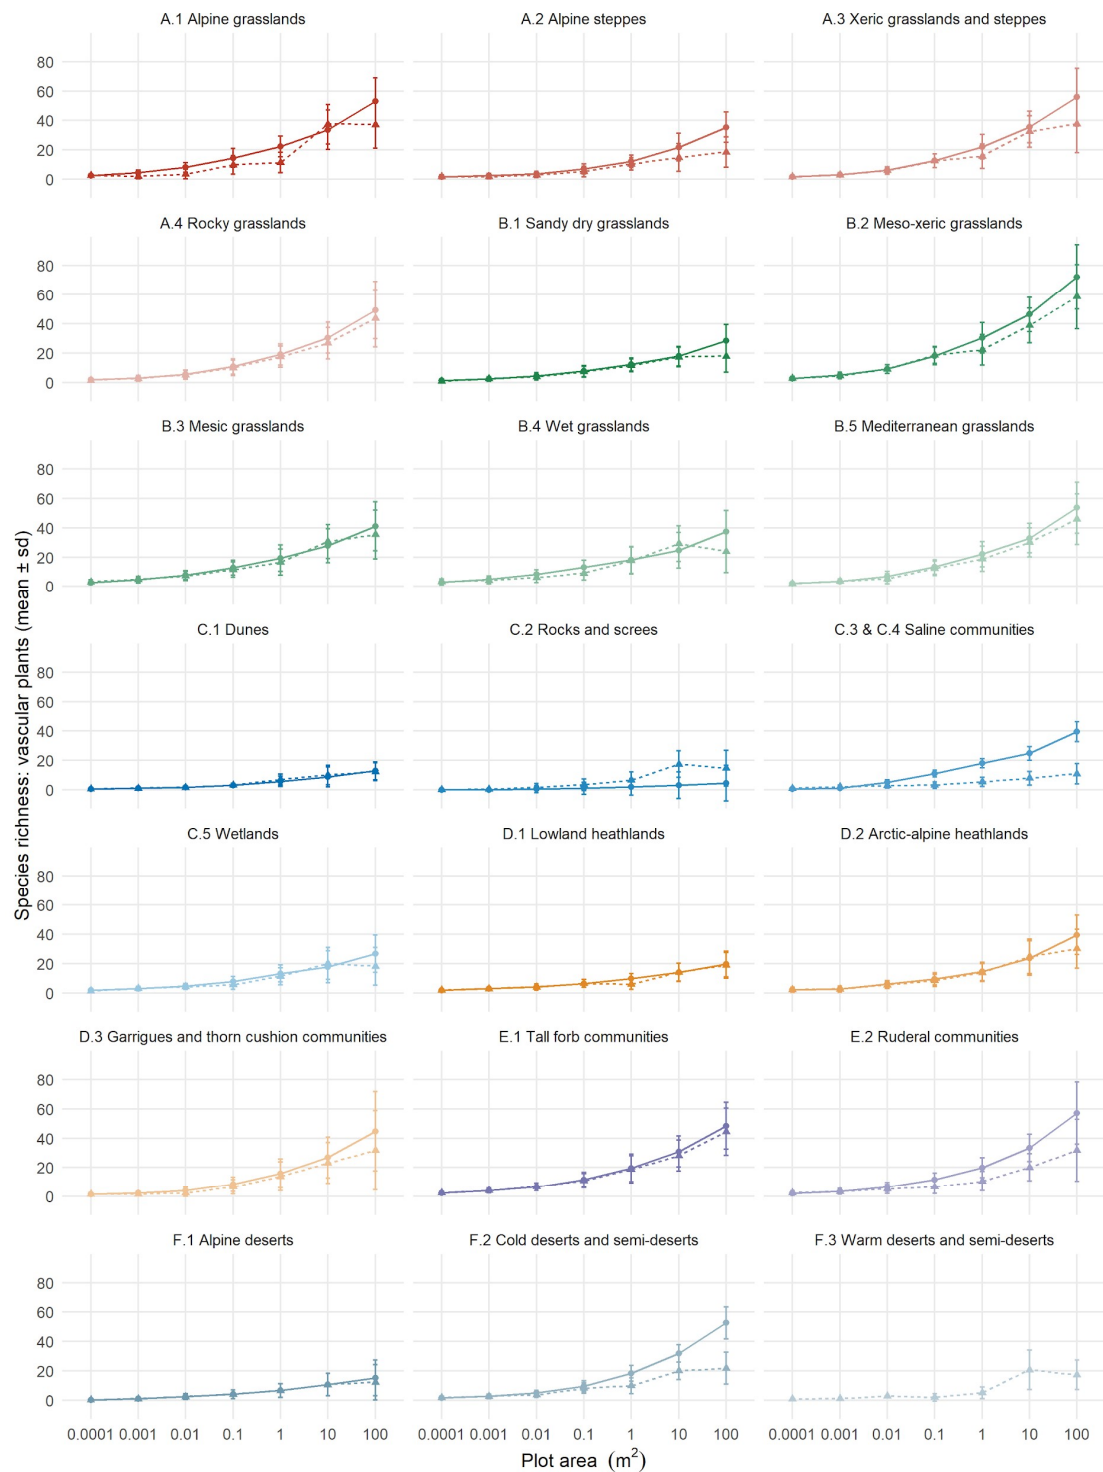 A.1 Alpine grasslands
A.2 Alpine steppes
A.3 Xeric grasslands and steppes
80
60
40
20
0
A.4 Rocky grasslands
B.1 Sandy dry grasslands
B.2 Meso-xeric grasslands
80
60
40
20
0
B.3 Mesic grasslands
B.4 Wet grasslands
B.5 Mediterranean grasslands
80
60
40
20
0
Species richness: vascular plants (mean ± sd)
C.1 Dunes
C.2 Rocks and screes
C.3 & C.4 Saline communities
80
60
40
20
0
C.5 Wetlands
D.1 Lowland heathlands
D.2 Arctic-alpine heathlands
80
60
40
20
0
D.3 Garrigues and thorn cushion communities
E.1 Tall forb communities
E.2 Ruderal communities
80
60
40
20
0
F.1 Alpine deserts
F.2 Cold deserts and semi-deserts
F.3 Warm deserts and semi-deserts
80
60
40
20
0
0.0001 0.001 0.01 0.1 1 10 100
0.0001 0.001 0.01 0.1 1 10 100
0.0001 0.001 0.01 0.1 1 10 100
Plot area (m²)